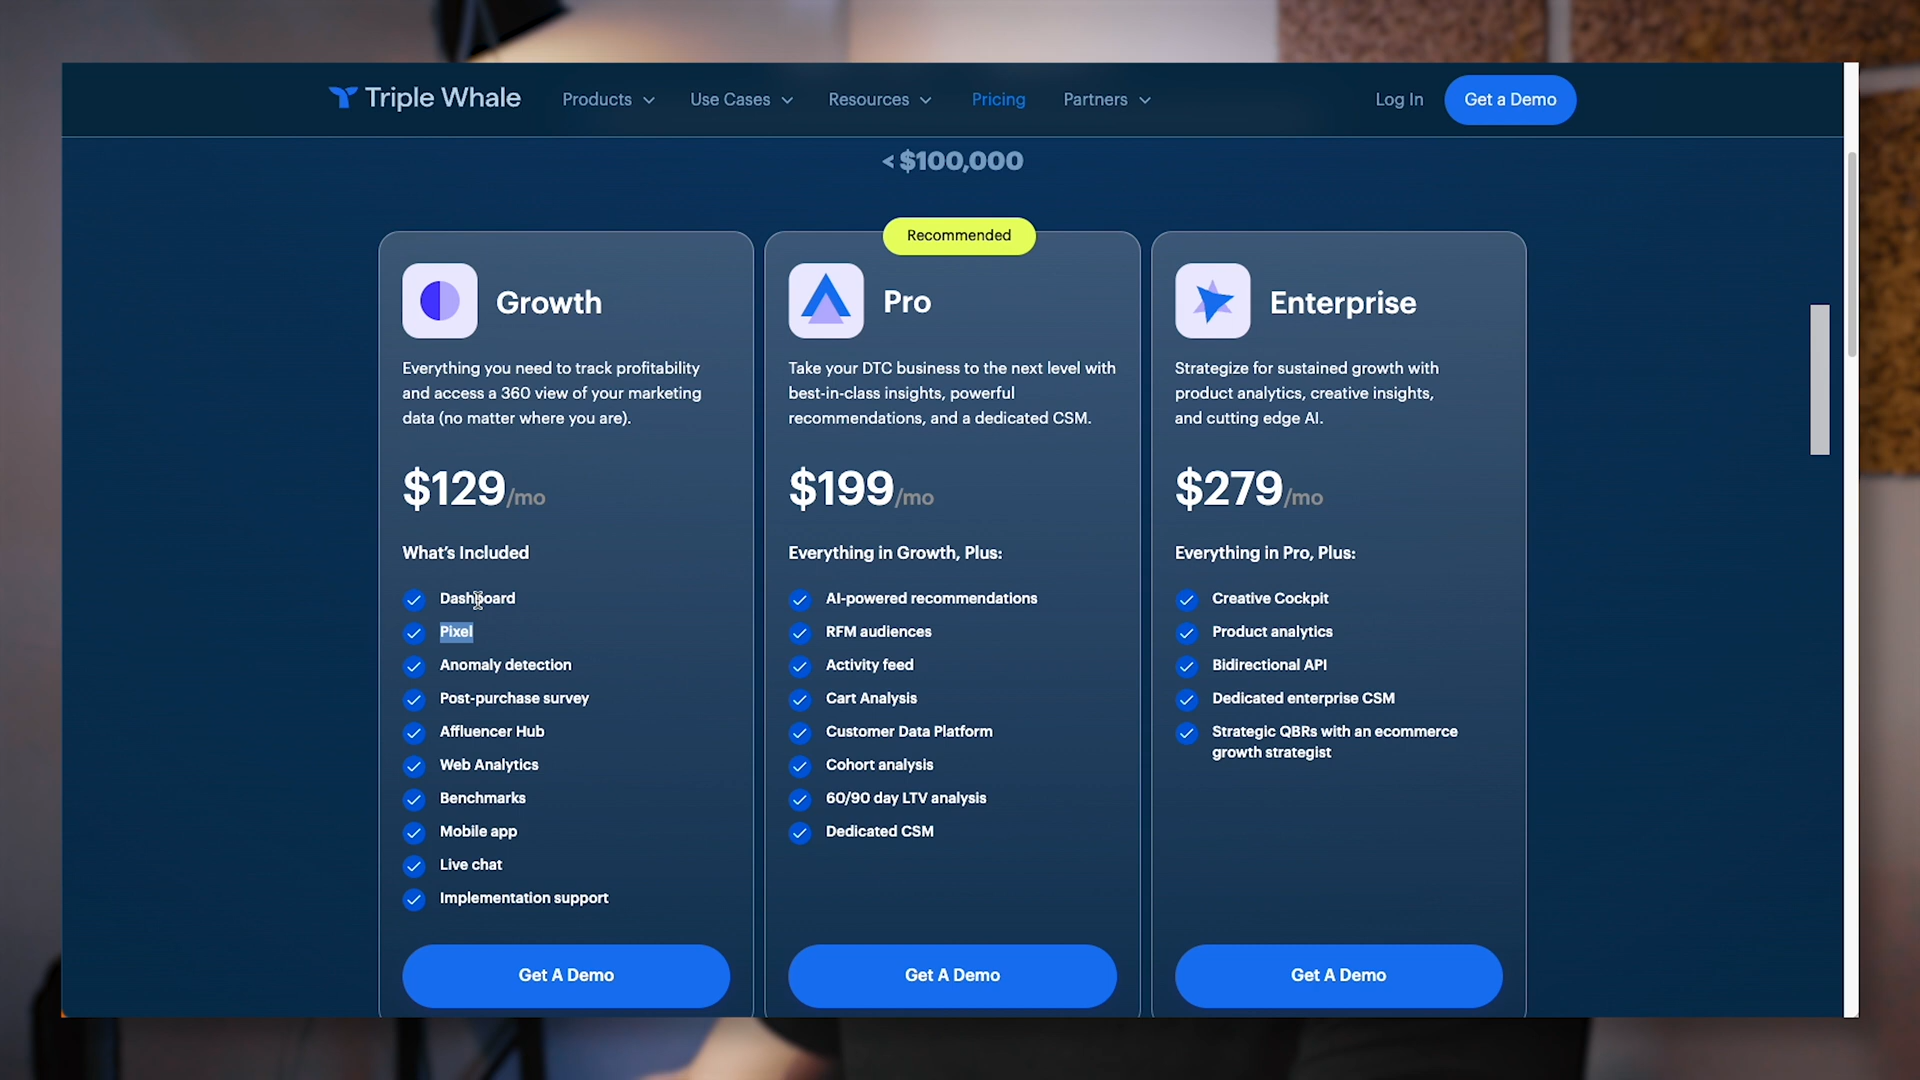 Triple Whale
Products
Use Cases
Resources
Pricing
Partners
Log In
Get a Demo
< $100,000
Growth
Everything you need to track profitability
and access a 360 view of your marketing
data (no matter where you are).
$129/mo
What's Included
Dashboard
Pixel
Anomaly detection
Post-purchase survey
Affluencer Hub
Web Analytics
Benchmarks
Mobile app
Live chat
Implementation support
Get A Demo
Recommended
Pro
Take your DTC business to the next level with
best-in-class insights, powerful
recommendations, and a dedicated CSM.
$199/mo
Everything in Growth, Plus:
AI-powered recommendations
RFM audiences
Activity feed
Cart Analysis
Customer Data Platform
Cohort analysis
60/90 day LTV analysis
Dedicated CSM
Get A Demo
Enterprise
Strategize for sustained growth with
product analytics, creative insights,
and cutting edge AI.
$279/mo
Everything in Pro, Plus:
Creative Cockpit
Product analytics
Bidirectional API
Dedicated enterprise CSM
Strategic QBRs with an ecommerce
growth strategist
Get A Demo